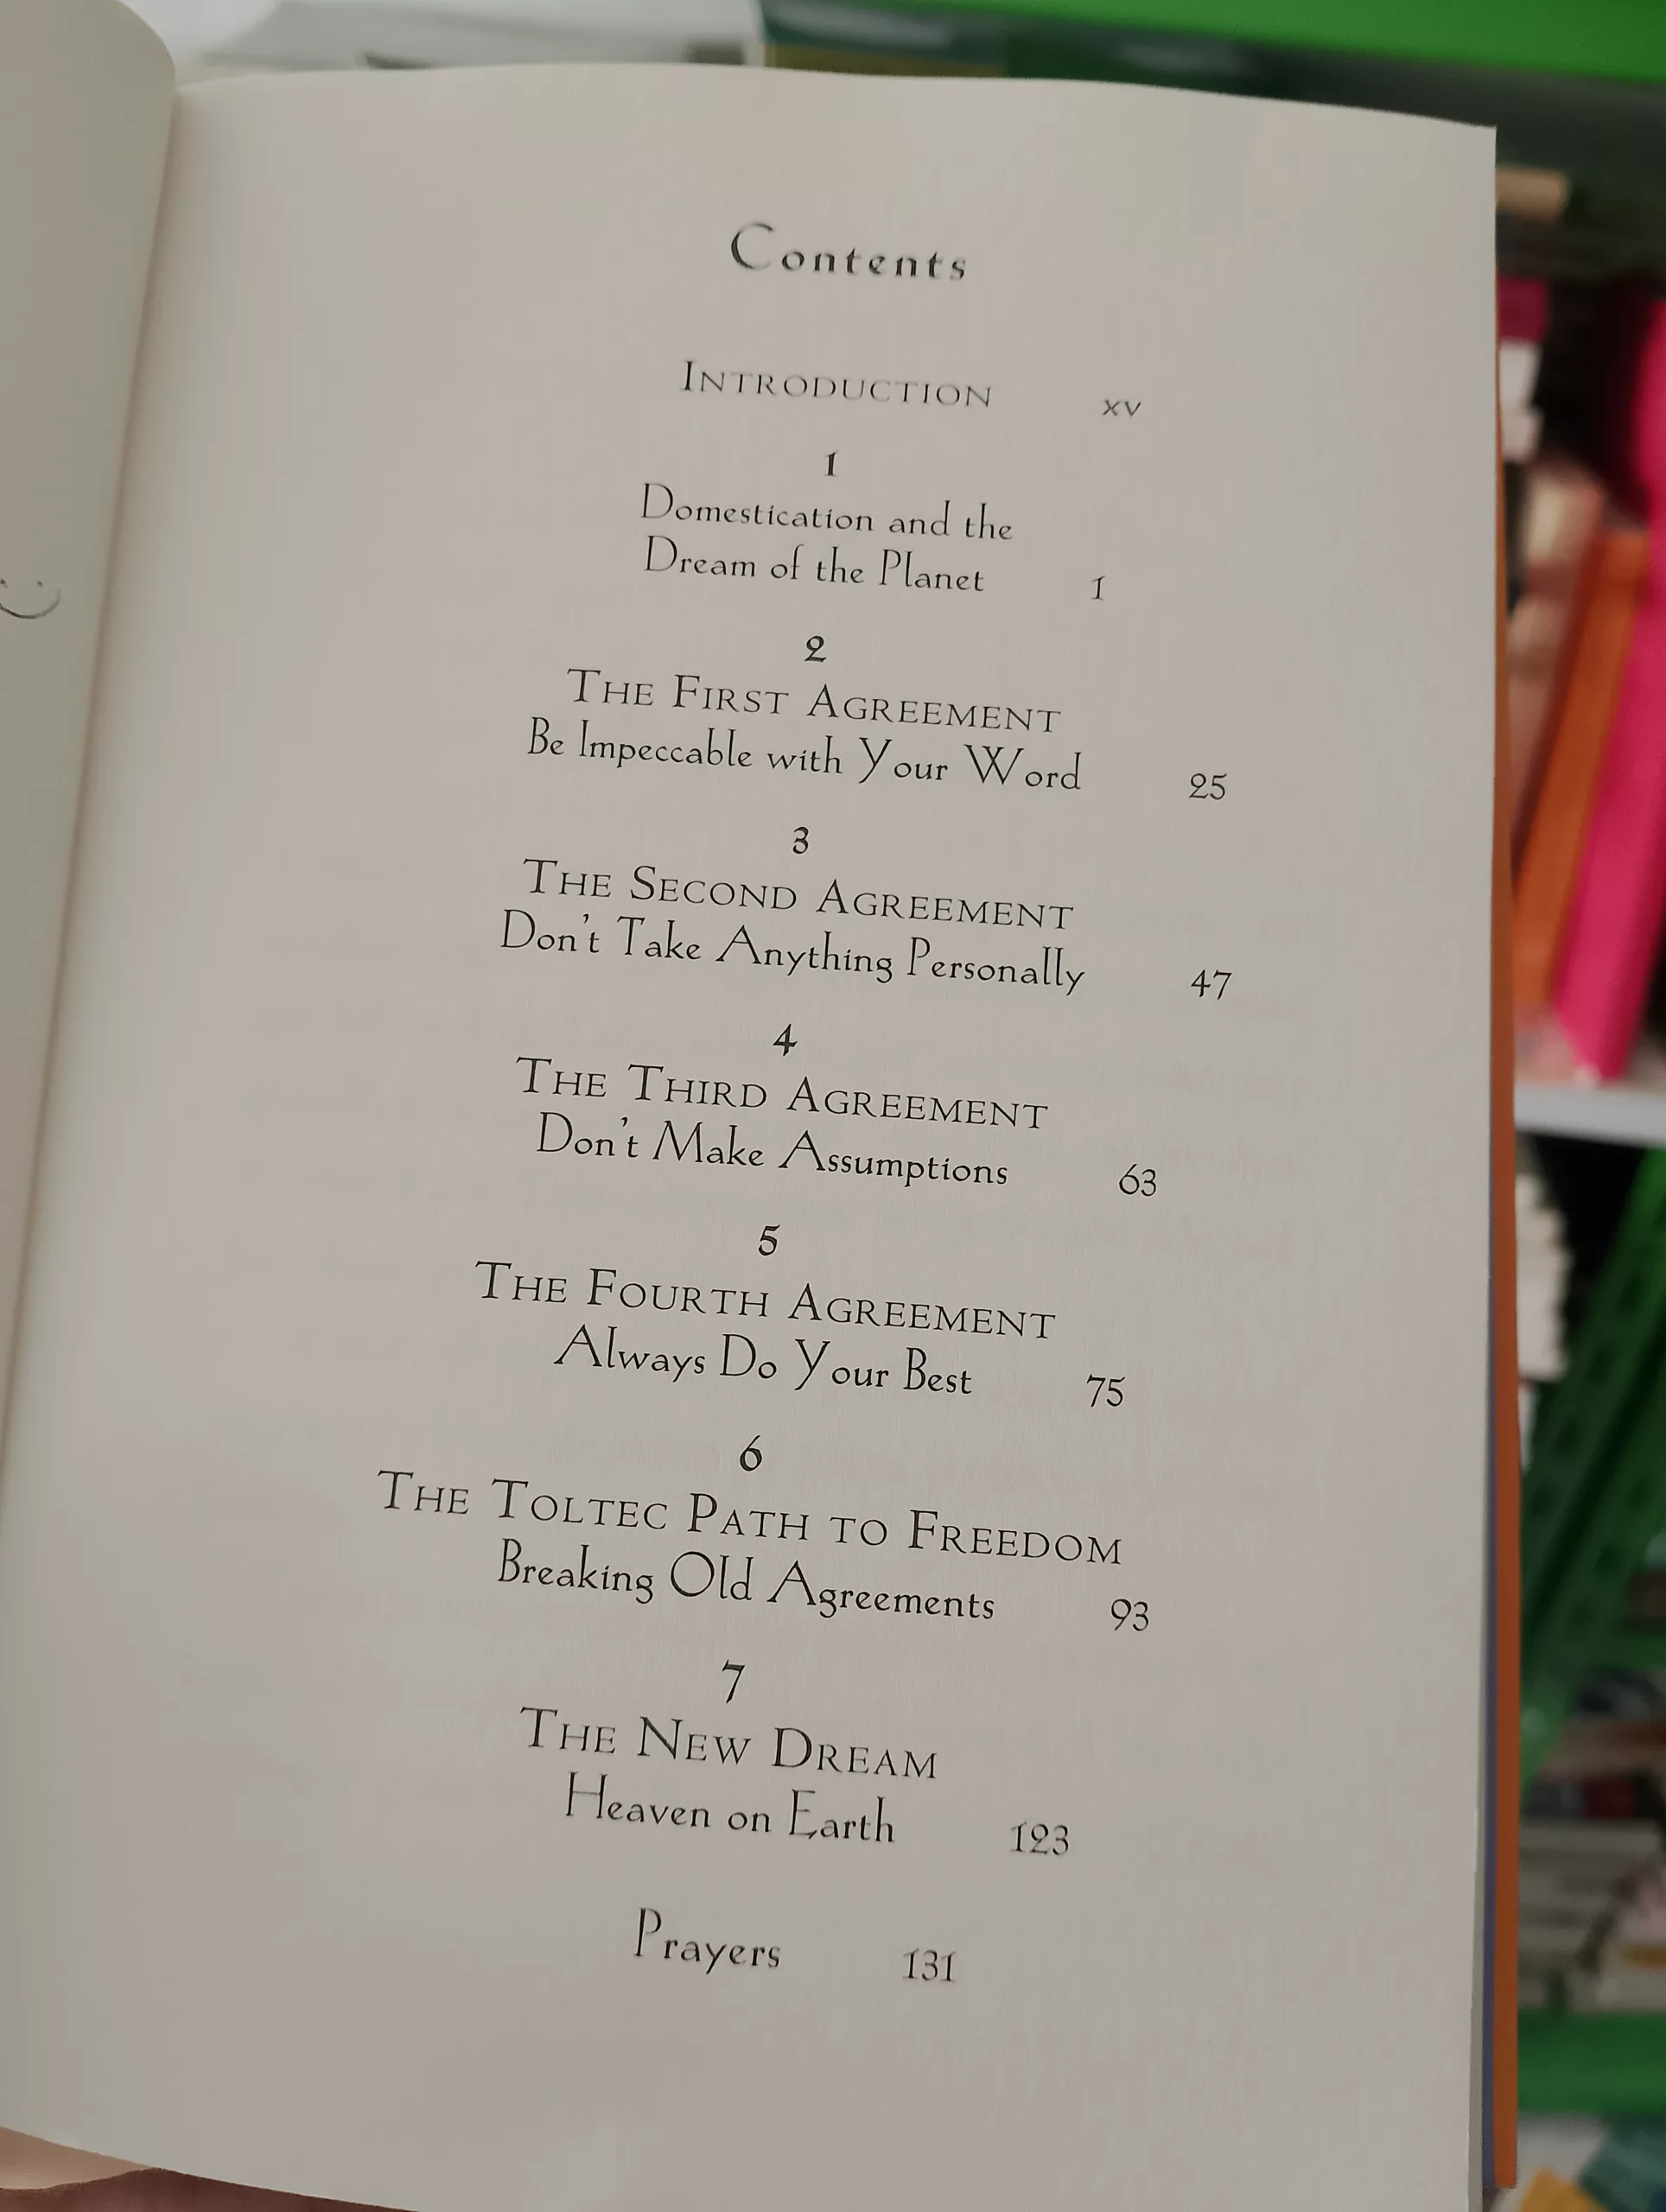 Contents
INTRODUCTION xv
1
Domestication and the
Dream of the Planet 1
2
THE FIRST AGREEMENT
Be Impeccable with Your Word 25
3
THE SECOND AGREEMENT
Don't Take Anything Personally 47
4
THE THIRD AGREEMENT
Don't Make Assumptions 63
5
THE FOURTH AGREEMENT
Always Do Your Best 75
6
THE TOLTEC PATH TO FREEDOM
Breaking Old Agreements 93
7
THE NEW DREAM
Heaven on Earth 123
Prayers 131